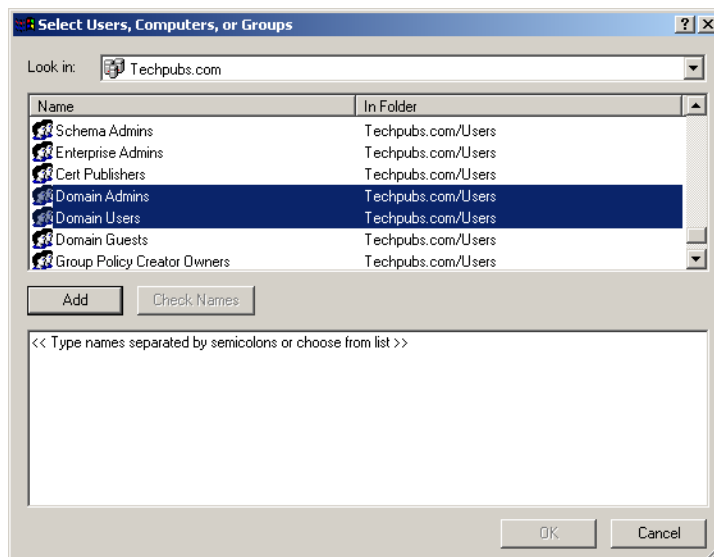 Select Users, Computers, or Groups
Look in: Techpubs.com
Name In Folder
Schema Admins Techpubs.com/Users
Enterprise Admins Techpubs.com/Users
Cert Publishers Techpubs.com/Users
Domain Admins Techpubs.com/Users
Domain Users Techpubs.com/Users
Domain Guests Techpubs.com/Users
Group Policy Creator Owners Techpubs.com/Users
Add Check Names
<< Type names separated by semicolons or choose from list >>
OK Cancel